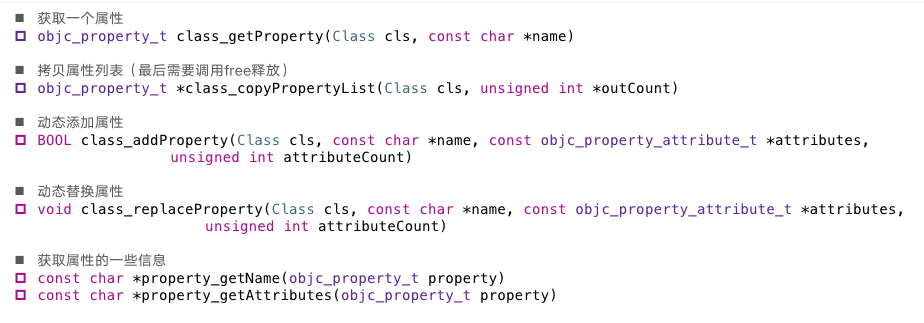 获取一个属性
objc_property_t class_getProperty(Class cls, const char *name)
拷贝属性列表（最后需要调用free释放）
objc_property_t *class_copyPropertyList(Class cls, unsigned int *outCount)
动态添加属性
BOOL class_addProperty(Class cls, const char *name, const objc_property_attribute_t *attributes,
unsigned int attributeCount)
动态替换属性
void class_replaceProperty(Class cls, const char *name, const objc_property_attribute_t *attributes,
unsigned int attributeCount)
获取属性的一些信息
const char *property_getName(objc_property_t property)
const char *property_getAttributes(objc_property_t property)